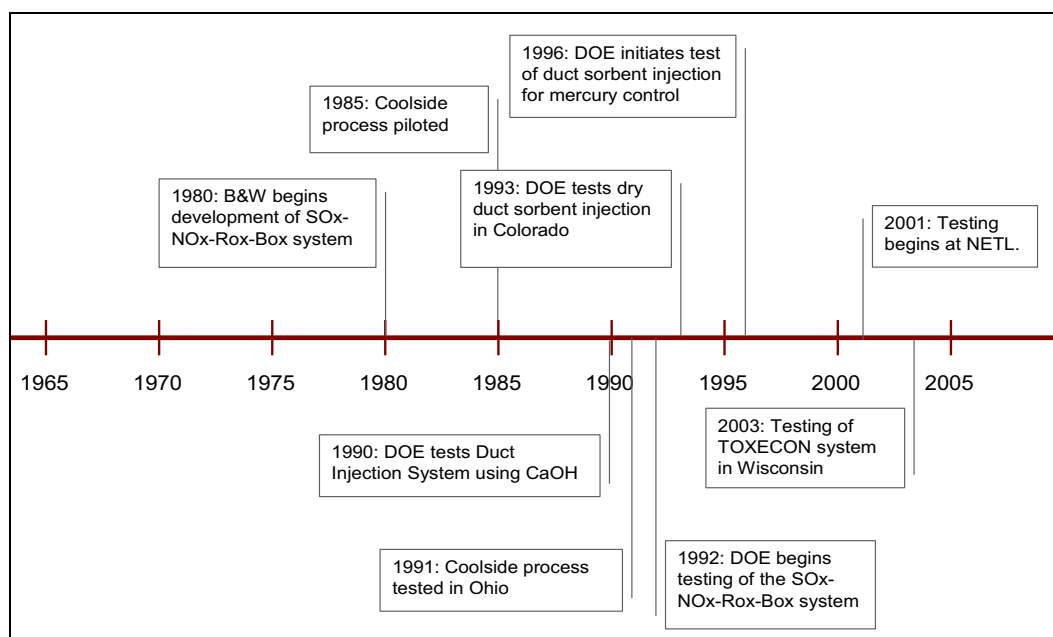 1996: DOE initiates test
of duct sorbent injection
for mercury control
1985: Coolside
process piloted
1980: B&W begins
development of SOx-
NOx-Rox-Box system
1993: DOE tests dry
duct sorbent injection
in Colorado
2001: Testing
begins at NETL.
1965 1970 1975 1980 1985 1990 1995 2000 2005
1990: DOE tests Duct
Injection System using CaOH
2003: Testing of
TOXECON system
in Wisconsin
1991: Coolside process
tested in Ohio
1992: DOE begins
testing of the SOx-
NOx-Rox-Box system